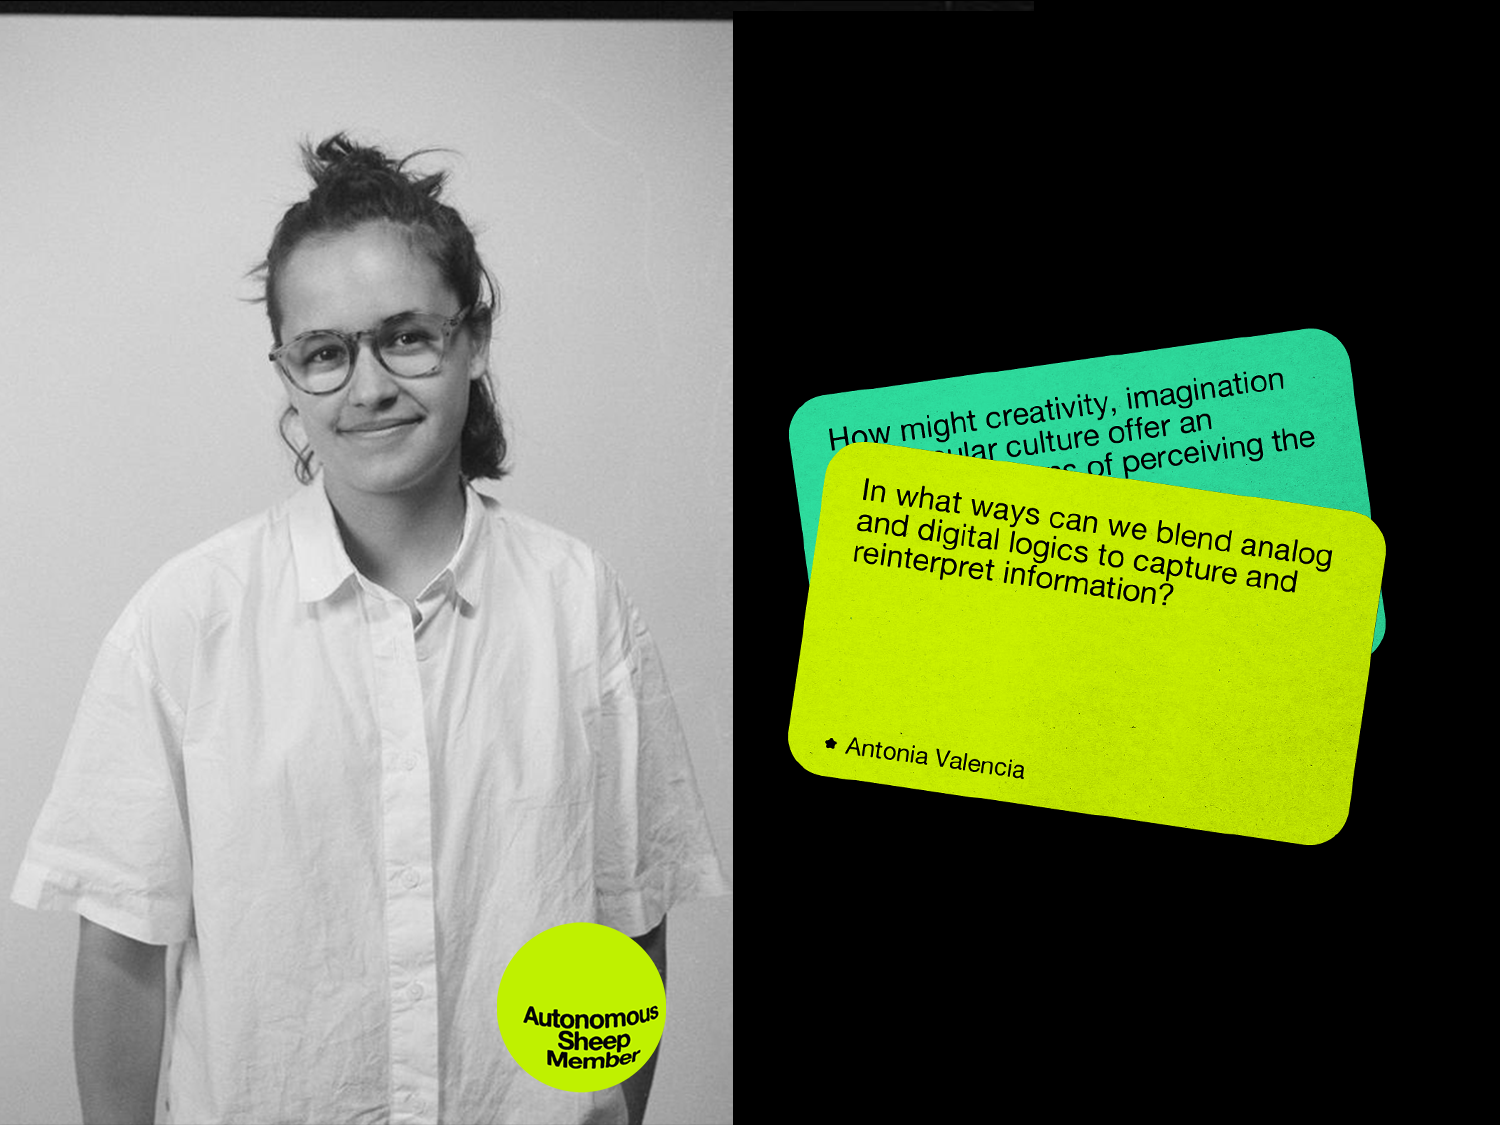 How might creativity, imagination
culture offer an
of perceiving the
In what ways can we blend analog
and digital logics to capture and
reinterpret information?
Antonia Valencia
Autonomous
Sheep
Member